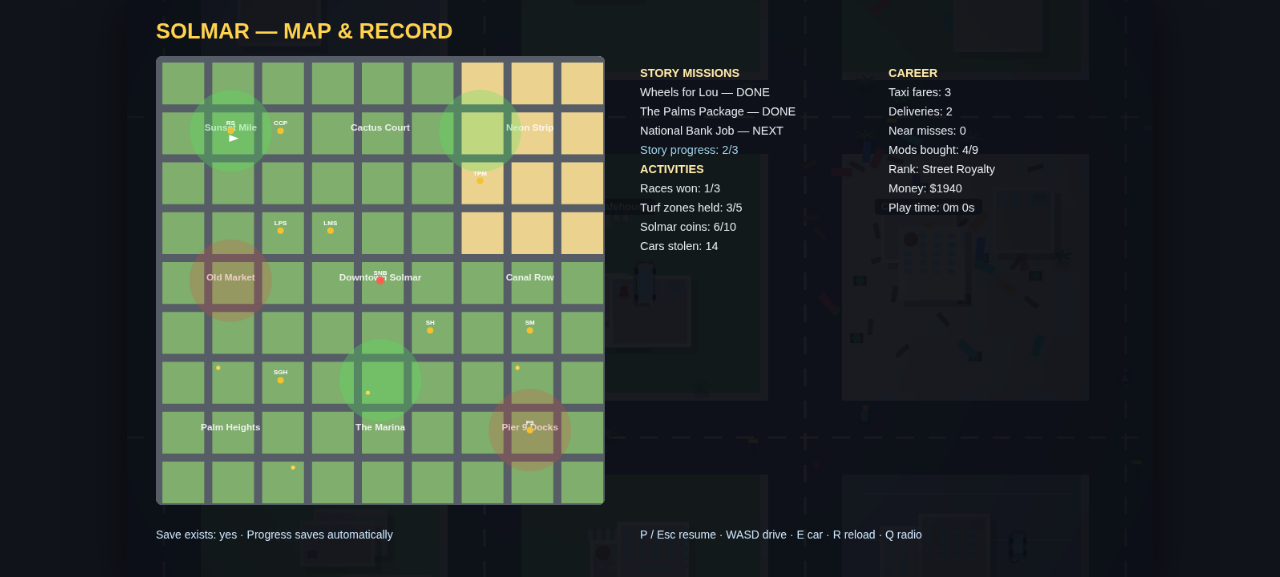 SOLMAR — MAP & RECORD
RS
CCP
Sunset Mile
Cactus Court
Neon Strip
TPM
LPS
LMS
SNB
Old Market
Downtown Solmar
Canal Row
SH
SM
SGH
Palm Heights
The Marina
Pier 9 Docks
STORY MISSIONS
Wheels for Lou — DONE
The Palms Package — DONE
National Bank Job — NEXT
Story progress: 2/3
ACTIVITIES
Races won: 1/3
Turf zones held: 3/5
Solmar coins: 6/10
Cars stolen: 14
CAREER
Taxi fares: 3
Deliveries: 2
Near misses: 0
Mods bought: 4/9
Rank: Street Royalty
Money: $1940
Play time: 0m 0s
Save exists: yes · Progress saves automatically
P / Esc resume · WASD drive · E car · R reload · Q radio